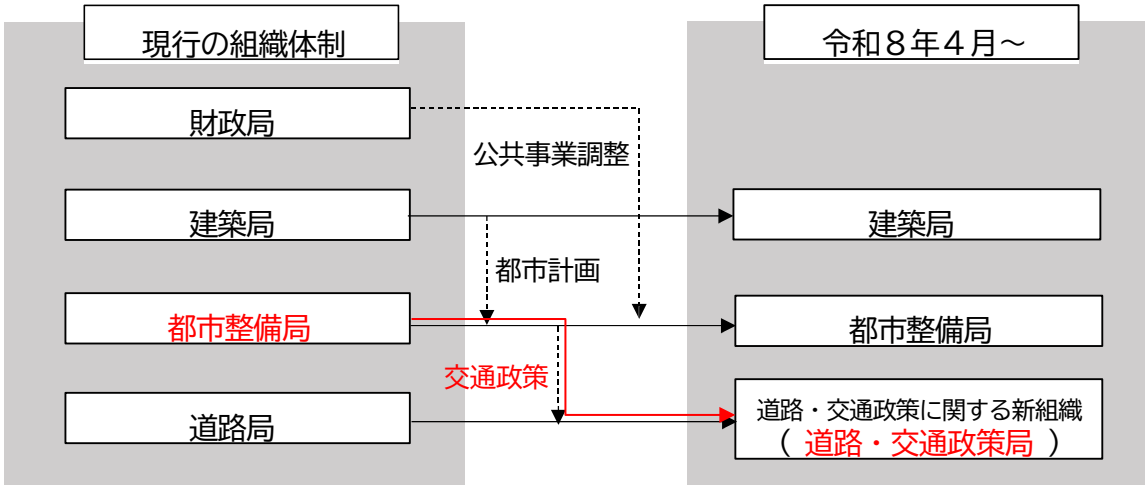 現行の組織体制
令和８年４月～
財政局
公共事業調整
建築局
建築局
都市計画
都市整備局
都市整備局
交通政策
道路局
道路・交通政策に関する新組織
（ 道路・交通政策局 ）